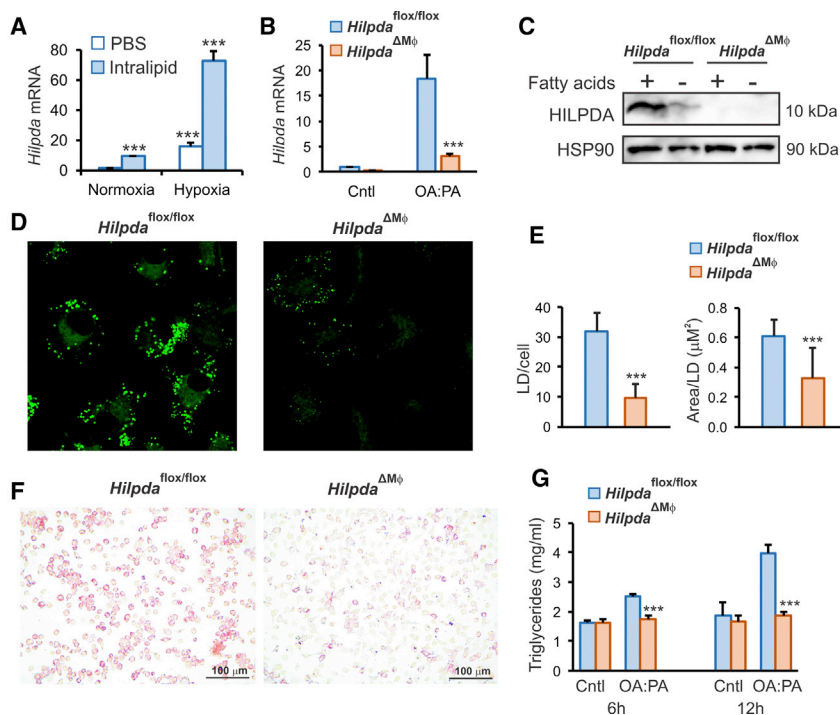 A
PBS
Intralipid
Hilpda mRNA
80
60
40
20
0
***
***
***
Normoxia
Hypoxia
B
Hilpda flox/flox
Hilpda ΔMϕ
Hilpda mRNA
25
20
15
10
5
0
***
Cntl
OA:PA
C
Hilpda flox/flox
Hilpda ΔMϕ
Fatty acids
+ - + -
HILPDA
10 kDa
HSP90
90 kDa
D
Hilpda flox/flox
Hilpda ΔMϕ
E
Hilpda flox/flox
Hilpda ΔMϕ
LD/cell
40
30
20
10
0
***
Area/LD (µM²)
0.8
0.6
0.4
0.2
0
***
F
Hilpda flox/flox
Hilpda ΔMϕ
100 µm
100 µm
G
Hilpda flox/flox
Hilpda ΔMϕ
Triglycerides (mg/ml)
5
4
3
2
1
0
***
***
Cntl OA:PA
Cntl OA:PA
6h
12h